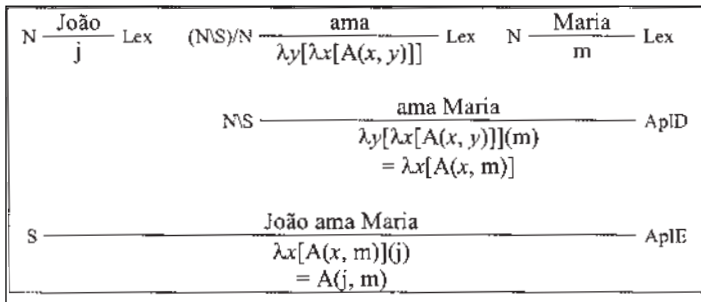 João ama Maria
N Lex (N\S)/N Lex N Lex
j λy[λx[A(x, y)]] m
ama Maria
N\S AplD
λy[λx[A(x, y)]](m)
= λx[A(x, m)]
João ama Maria
S AplE
λx[A(x, m)](j)
= A(j, m)